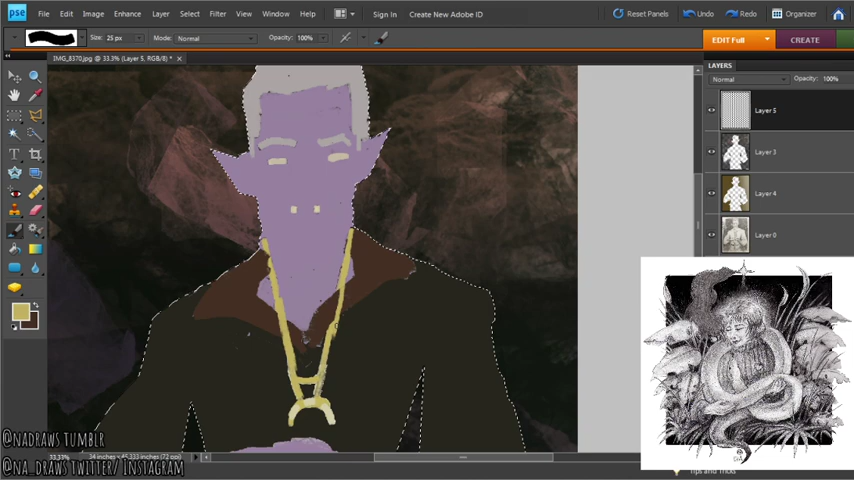 pse File Edit Image Enhance Layer Select Filter View Window Help Sign In Create New Adobe ID Reset Panels Undo Redo Organizer
Size: 25 px Mode: Normal Opacity: 100% EDIT Full CREATE
IMG_8370.jpg @ 33.3% (Layer 5, RGB/8) * ×
LAYERS
Normal Opacity: 100%
Layer 5
Layer 3
Layer 4
Layer 0
@NADRAWS TUMBLR
@NA_DRAWS TWITTER/ INSTAGRAM
Tips and Tricks